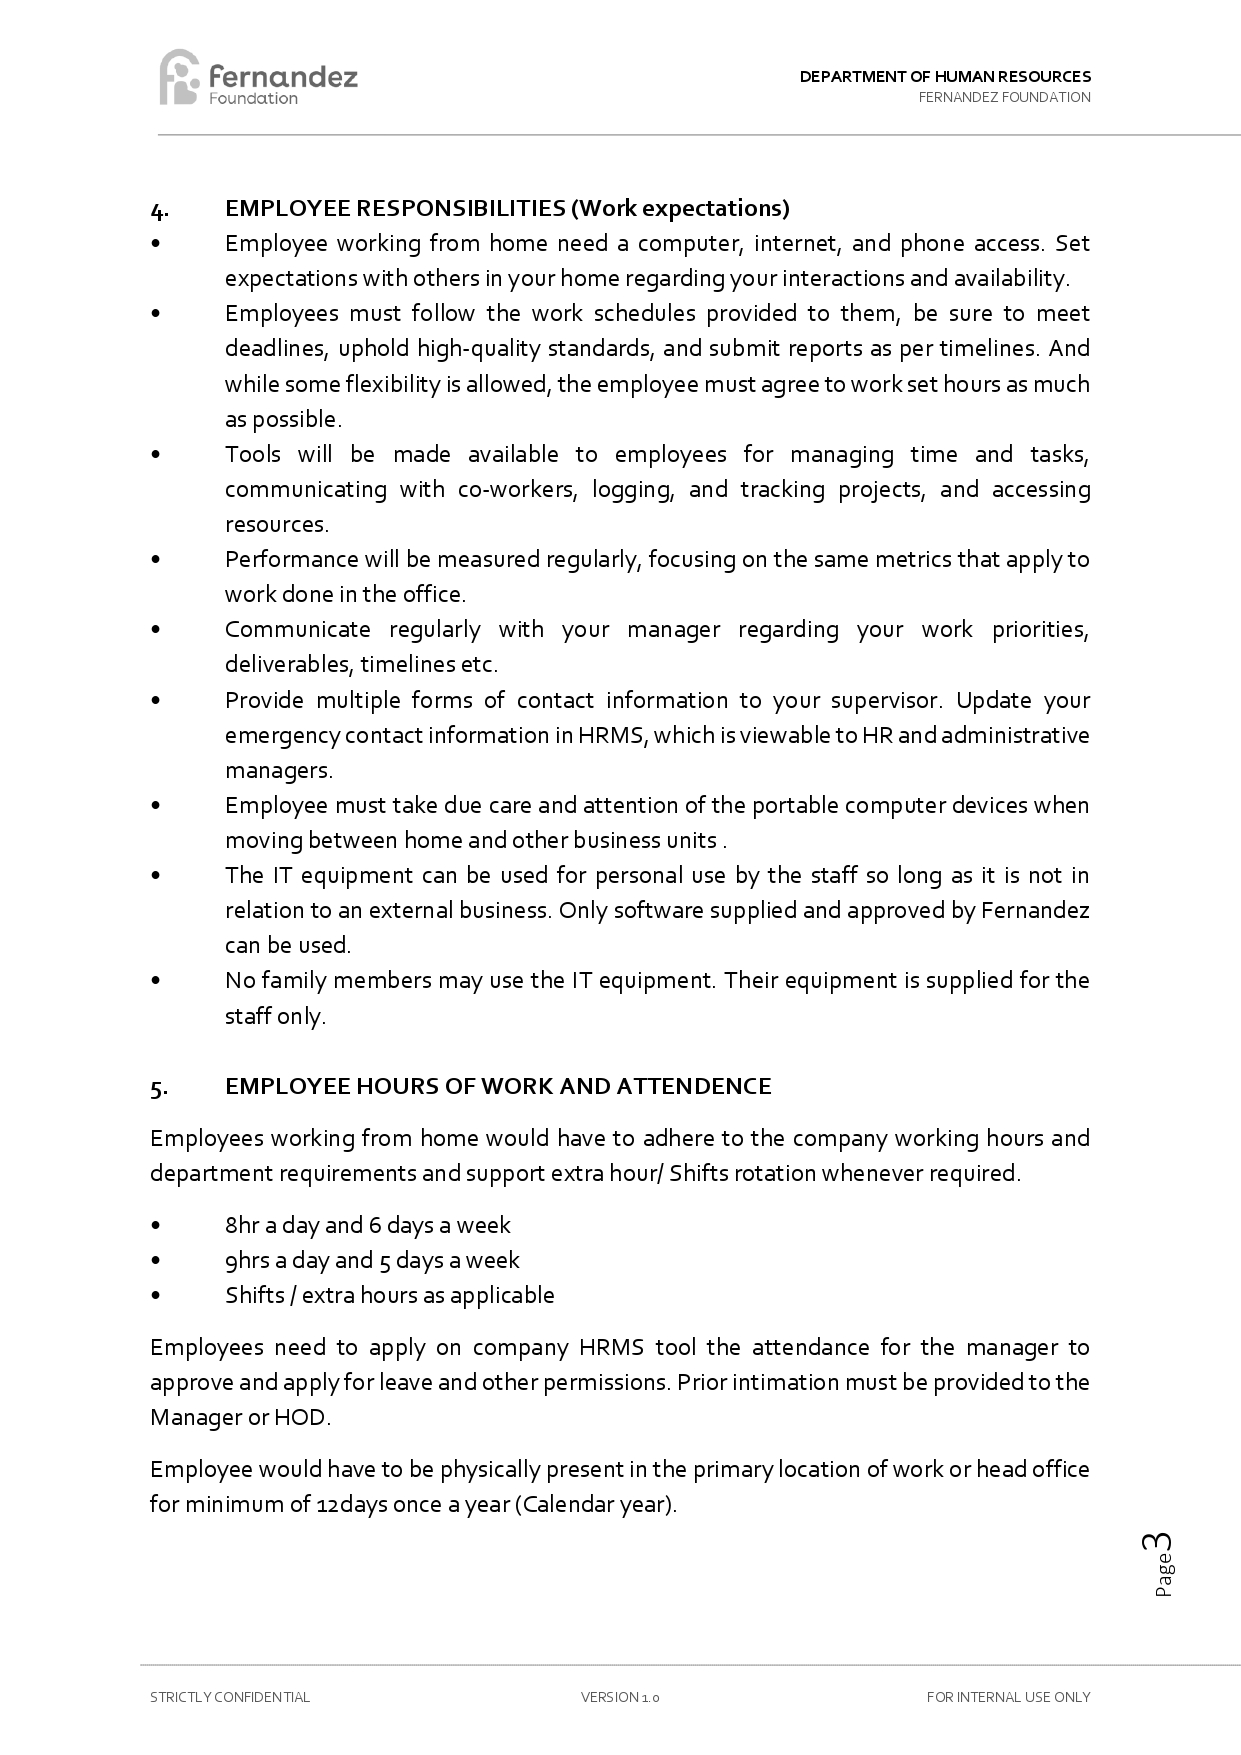 fernandez
Foundation
DEPARTMENT OF HUMAN RESOURCES
FERNANDEZ FOUNDATION
4. EMPLOYEE RESPONSIBILITIES (Work expectations)
• Employee working from home need a computer, internet, and phone access. Set
expectations with others in your home regarding your interactions and availability.
• Employees must follow the work schedules provided to them, be sure to meet
deadlines, uphold high-quality standards, and submit reports as per timelines. And
while some flexibility is allowed, the employee must agree to work set hours as much
as possible.
• Tools will be made available to employees for managing time and tasks,
communicating with co-workers, logging, and tracking projects, and accessing
resources.
• Performance will be measured regularly, focusing on the same metrics that apply to
work done in the office.
• Communicate regularly with your manager regarding your work priorities,
deliverables, timelines etc.
• Provide multiple forms of contact information to your supervisor. Update your
emergency contact information in HRMS, which is viewable to HR and administrative
managers.
• Employee must take due care and attention of the portable computer devices when
moving between home and other business units .
• The IT equipment can be used for personal use by the staff so long as it is not in
relation to an external business. Only software supplied and approved by Fernandez
can be used.
• No family members may use the IT equipment. Their equipment is supplied for the
staff only.
5. EMPLOYEE HOURS OF WORK AND ATTENDENCE
Employees working from home would have to adhere to the company working hours and
department requirements and support extra hour/ Shifts rotation whenever required.
• 8hr a day and 6 days a week
• 9hrs a day and 5 days a week
• Shifts / extra hours as applicable
Employees need to apply on company HRMS tool the attendance for the manager to
approve and apply for leave and other permissions. Prior intimation must be provided to the
Manager or HOD.
Employee would have to be physically present in the primary location of work or head office
for minimum of 12days once a year (Calendar year).
Page3
STRICTLY CONFIDENTIAL VERSION 1.0 FOR INTERNAL USE ONLY